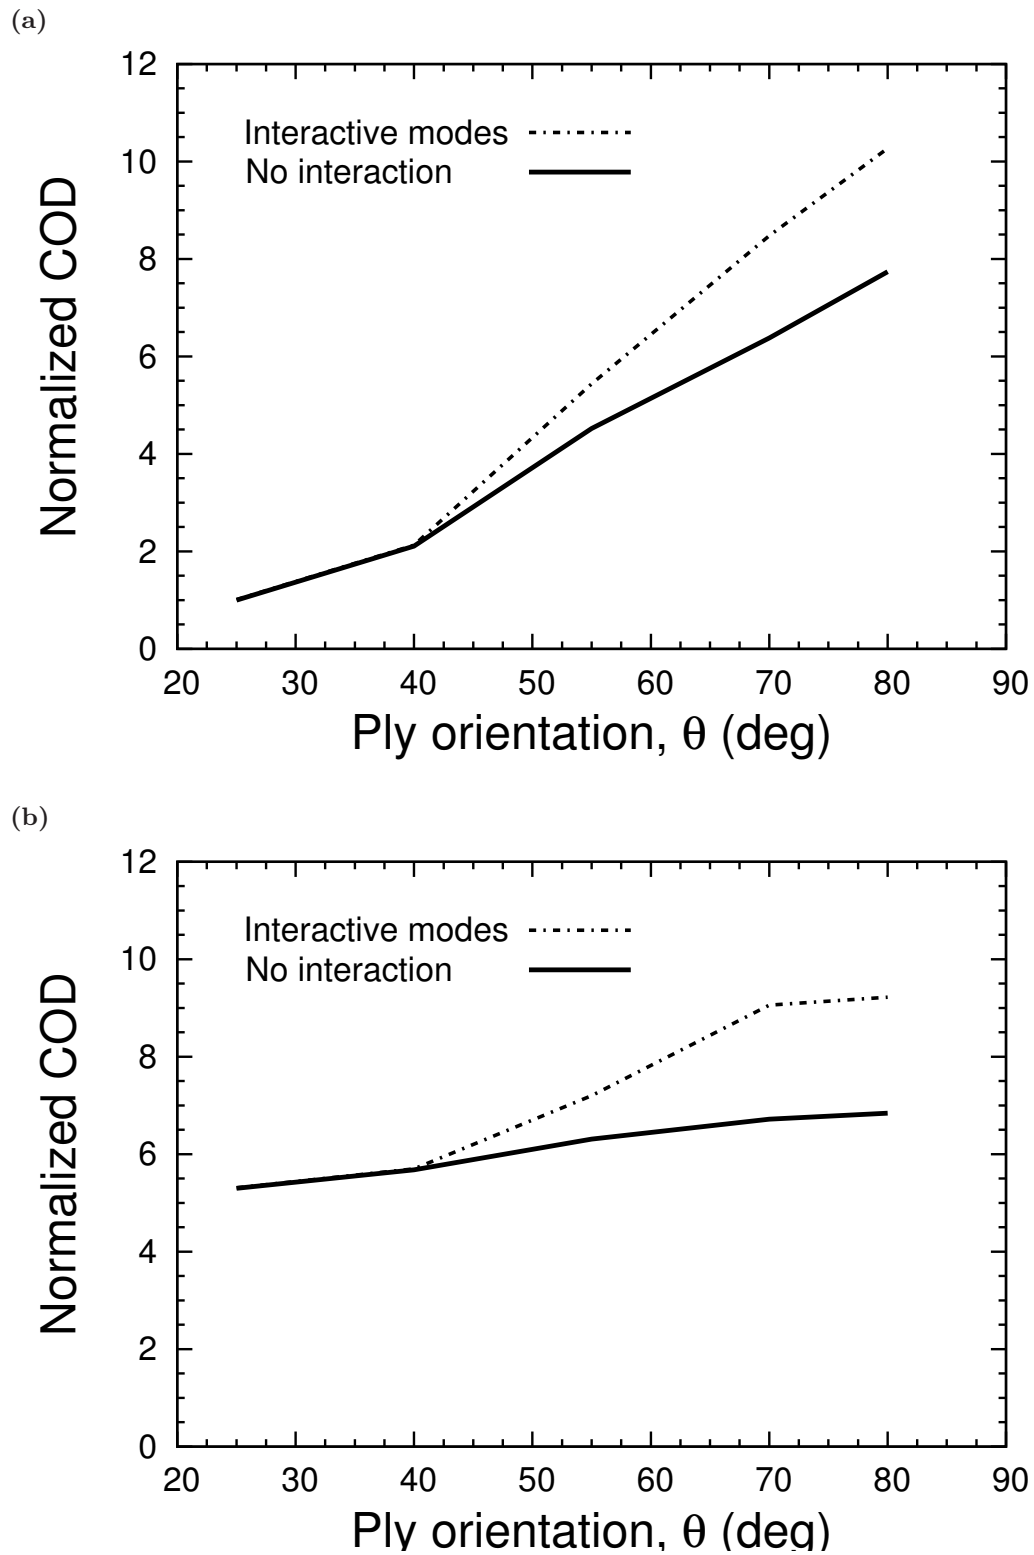 (a)
12
10
8
6
4
2
0
Normalized COD
Interactive modes
No interaction
20 30 40 50 60 70 80 90
Ply orientation, θ (deg)
(b)
12
10
8
6
4
2
0
Normalized COD
Interactive modes
No interaction
20 30 40 50 60 70 80 90
Ply orientation, θ (deg)